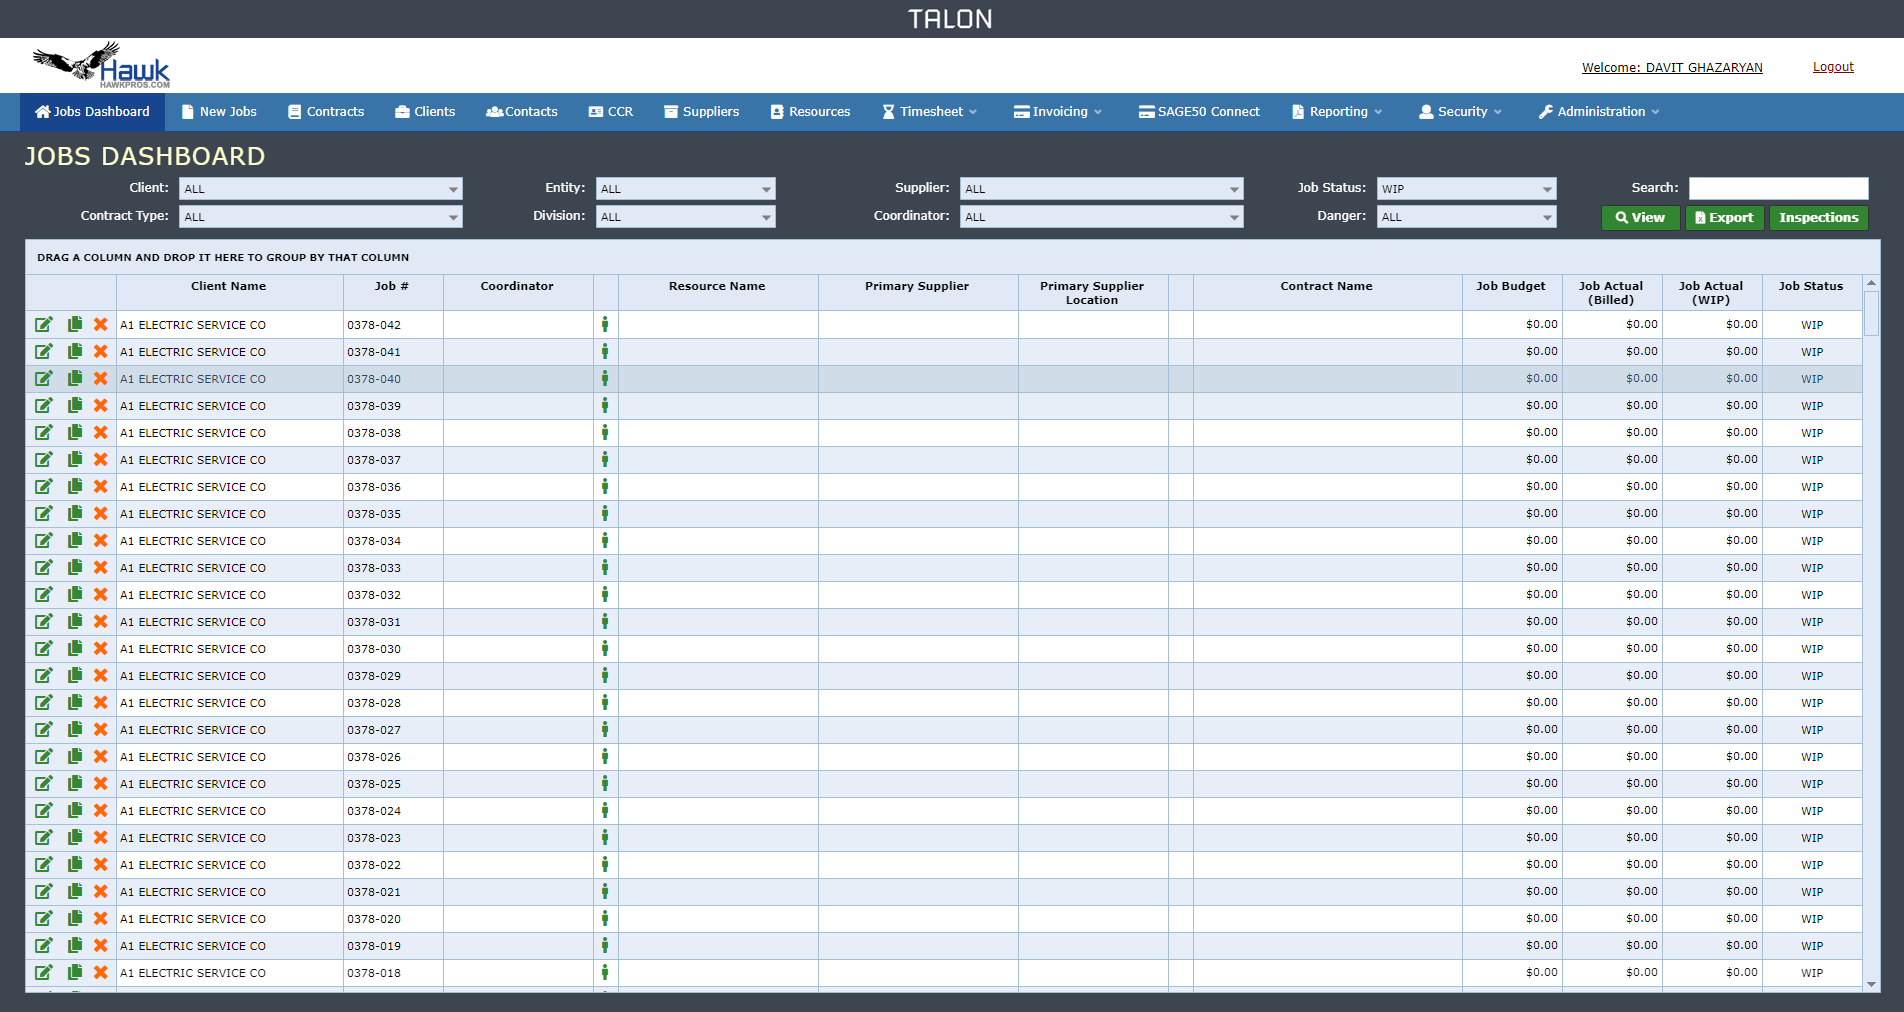 TALON
Hawk
HAWKPROS.COM
Welcome: DAVIT GHAZARYAN Logout
Jobs Dashboard New Jobs Contracts Clients Contacts CCR Suppliers Resources Timesheet Invoicing SAGE50 Connect Reporting Security Administration
JOBS DASHBOARD
Client: ALL Entity: ALL Supplier: ALL Job Status: WIP Search:
Contract Type: ALL Division: ALL Coordinator: ALL Danger: ALL View Export Inspections
DRAG A COLUMN AND DROP IT HERE TO GROUP BY THAT COLUMN
Client Name Job # Coordinator Resource Name Primary Supplier Primary Supplier Location Contract Name Job Budget Job Actual (Billed) Job Actual (WIP) Job Status
A1 ELECTRIC SERVICE CO 0378-042 $0.00 $0.00 $0.00 WIP
A1 ELECTRIC SERVICE CO 0378-041 $0.00 $0.00 $0.00 WIP
A1 ELECTRIC SERVICE CO 0378-040 $0.00 $0.00 $0.00 WIP
A1 ELECTRIC SERVICE CO 0378-039 $0.00 $0.00 $0.00 WIP
A1 ELECTRIC SERVICE CO 0378-038 $0.00 $0.00 $0.00 WIP
A1 ELECTRIC SERVICE CO 0378-037 $0.00 $0.00 $0.00 WIP
A1 ELECTRIC SERVICE CO 0378-036 $0.00 $0.00 $0.00 WIP
A1 ELECTRIC SERVICE CO 0378-035 $0.00 $0.00 $0.00 WIP
A1 ELECTRIC SERVICE CO 0378-034 $0.00 $0.00 $0.00 WIP
A1 ELECTRIC SERVICE CO 0378-033 $0.00 $0.00 $0.00 WIP
A1 ELECTRIC SERVICE CO 0378-032 $0.00 $0.00 $0.00 WIP
A1 ELECTRIC SERVICE CO 0378-031 $0.00 $0.00 $0.00 WIP
A1 ELECTRIC SERVICE CO 0378-030 $0.00 $0.00 $0.00 WIP
A1 ELECTRIC SERVICE CO 0378-029 $0.00 $0.00 $0.00 WIP
A1 ELECTRIC SERVICE CO 0378-028 $0.00 $0.00 $0.00 WIP
A1 ELECTRIC SERVICE CO 0378-027 $0.00 $0.00 $0.00 WIP
A1 ELECTRIC SERVICE CO 0378-026 $0.00 $0.00 $0.00 WIP
A1 ELECTRIC SERVICE CO 0378-025 $0.00 $0.00 $0.00 WIP
A1 ELECTRIC SERVICE CO 0378-024 $0.00 $0.00 $0.00 WIP
A1 ELECTRIC SERVICE CO 0378-023 $0.00 $0.00 $0.00 WIP
A1 ELECTRIC SERVICE CO 0378-022 $0.00 $0.00 $0.00 WIP
A1 ELECTRIC SERVICE CO 0378-021 $0.00 $0.00 $0.00 WIP
A1 ELECTRIC SERVICE CO 0378-020 $0.00 $0.00 $0.00 WIP
A1 ELECTRIC SERVICE CO 0378-019 $0.00 $0.00 $0.00 WIP
A1 ELECTRIC SERVICE CO 0378-018 $0.00 $0.00 $0.00 WIP